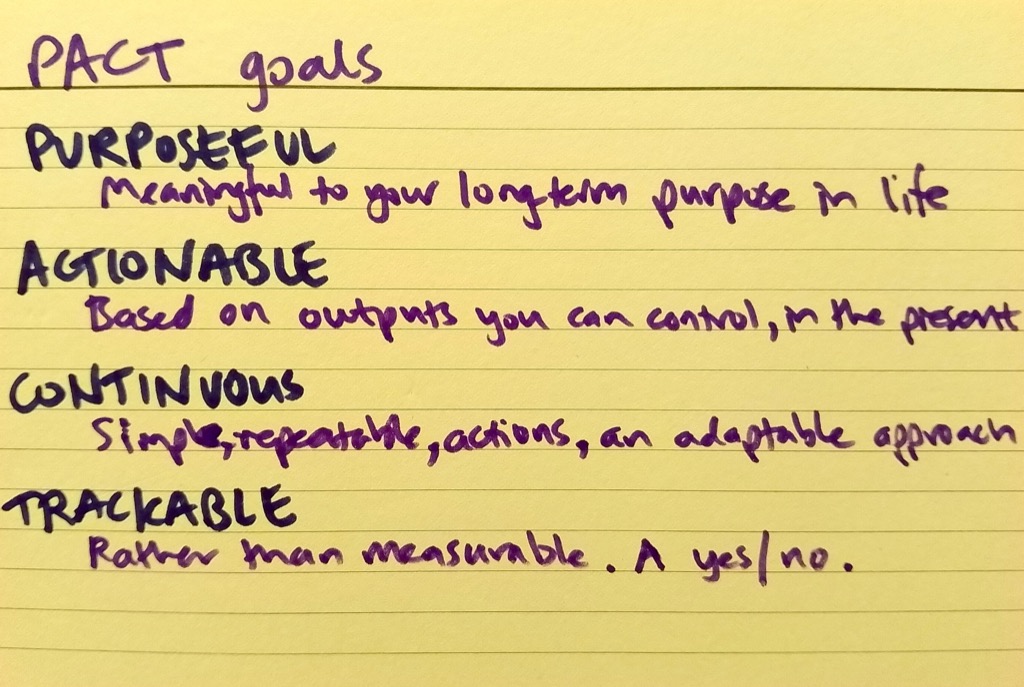 PACT goals
PURPOSEFUL
Meaningful to your long-term purpose in life
ACTIONABLE
Based on outputs you can control, in the present
CONTINUOUS
Simple, repeatable, actions, an adaptable approach
TRACKABLE
Rather than measurable. A yes/no.